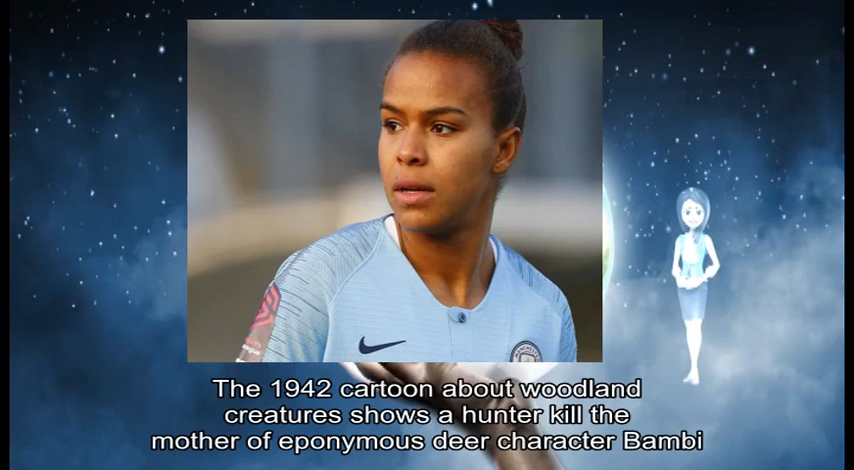 The 1942 cartoon about woodland
creatures shows a hunter kill the
mother of eponymous deer character Bambi